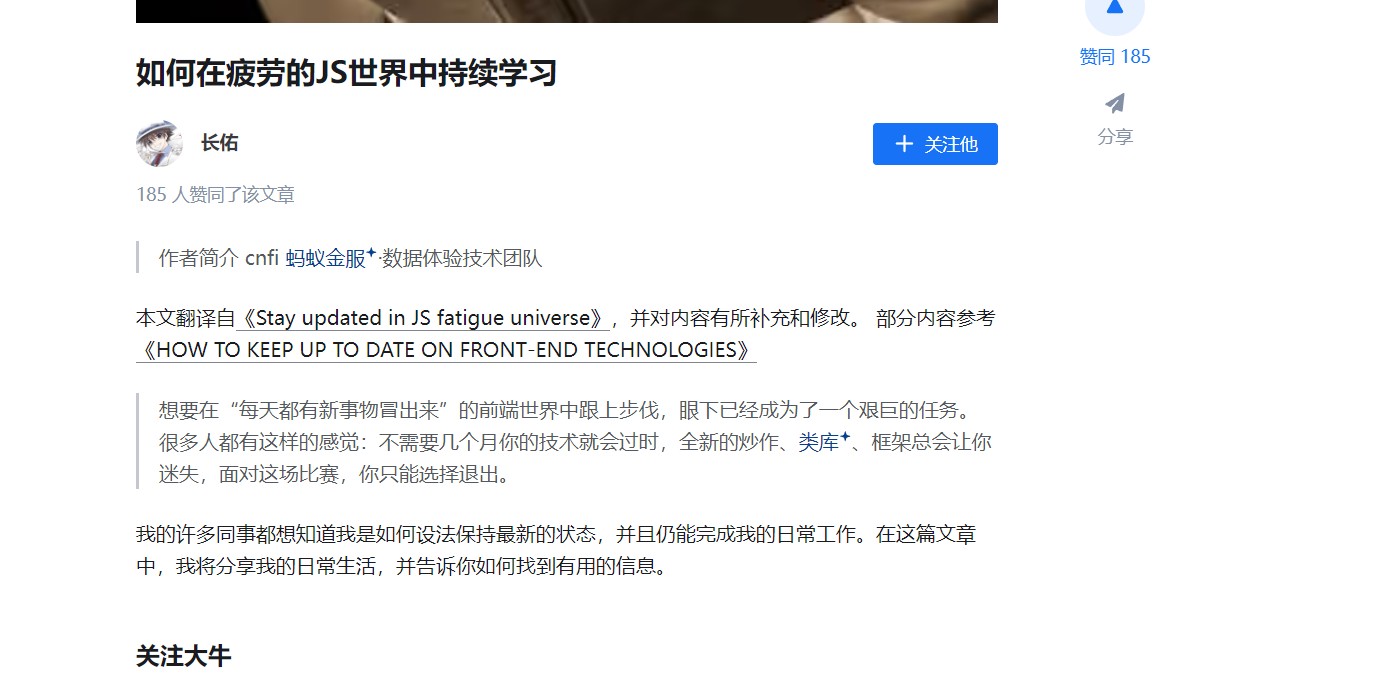 如何在疲劳的JS世界中持续学习
长佑
关注他
185 人赞同了该文章
作者简介 cnfi 蚂蚁金服·数据体验技术团队
本文翻译自《Stay updated in JS fatigue universe》，并对内容有所补充和修改。 部分内容参考
《HOW TO KEEP UP TO DATE ON FRONT-END TECHNOLOGIES》
想要在“每天都有新事物冒出来”的前端世界中跟上步伐，眼下已经成为了一个艰巨的任务。
很多人都有这样的感觉：不需要几个月你的技术就会过时，全新的炒作、类库、框架总会让你
迷失，面对这场比赛，你只能选择退出。
我的许多同事都想知道我是如何设法保持最新的状态，并且仍能完成我的日常工作。在这篇文章
中，我将分享我的日常生活，并告诉你如何找到有用的信息。
关注大牛
赞同 185
分享